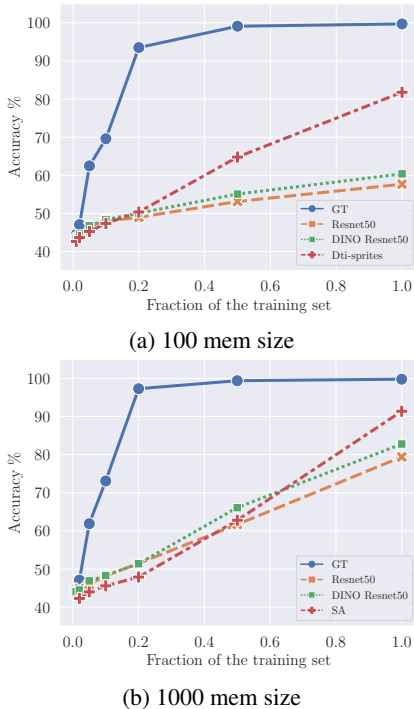 100
90
80
70
60
50
40
Accuracy %
GT
Resnet50
DINO Resnet50
Dti-sprites
0.0 0.2 0.4 0.6 0.8 1.0
Fraction of the training set
(a) 100 mem size
100
90
80
70
60
50
40
Accuracy %
GT
Resnet50
DINO Resnet50
SA
0.0 0.2 0.4 0.6 0.8 1.0
Fraction of the training set
(b) 1000 mem size